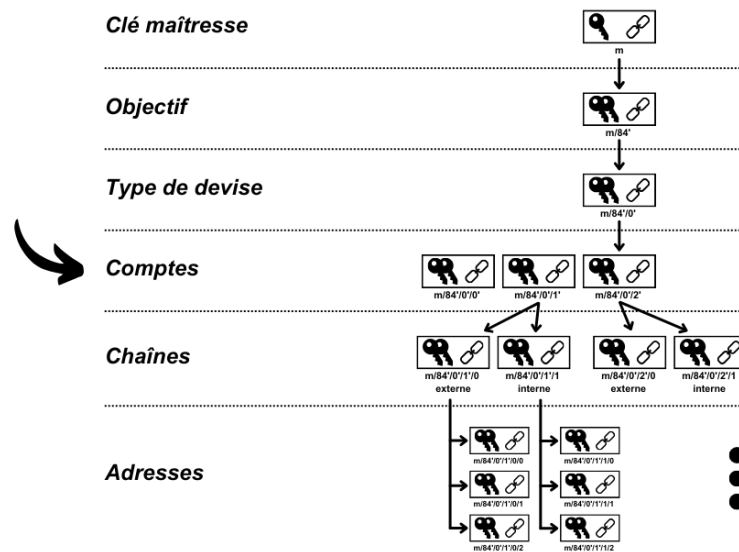 Clé maîtresse
m
Objectif
m/84'
Type de devise
m/84'/0'
Comptes
m/84'/0'/0' m/84'/0'/1' m/84'/0'/2'
Chaînes
m/84'/0'/1'/0 m/84'/0'/1'/1 m/84'/0'/2'/0 m/84'/0'/2'/1
externe interne externe interne
Adresses
m/84'/0'/1'/0/0 m/84'/0'/1'/1/0
m/84'/0'/1'/0/1 m/84'/0'/1'/1/1
m/84'/0'/1'/0/2 m/84'/0'/1'/1/2